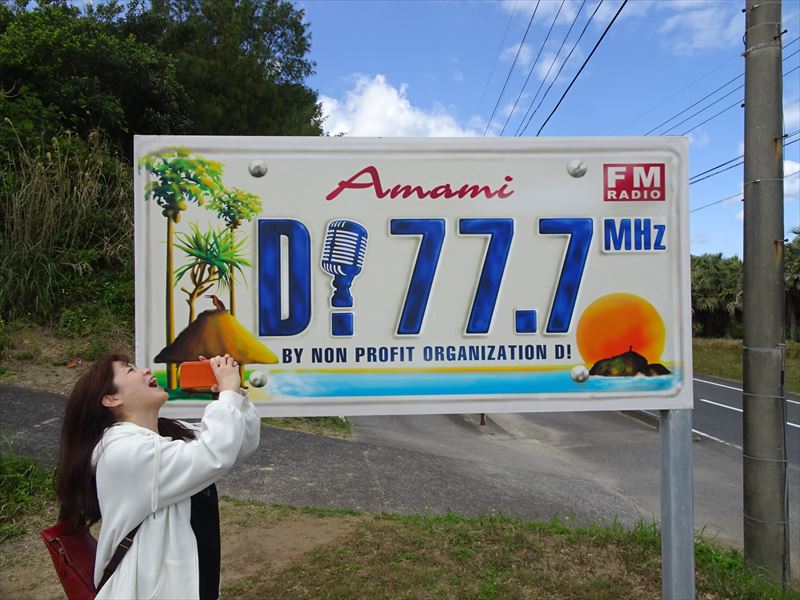 Amami
FM
RADIO
D! 77.7 MHz
BY NON PROFIT ORGANIZATION D!